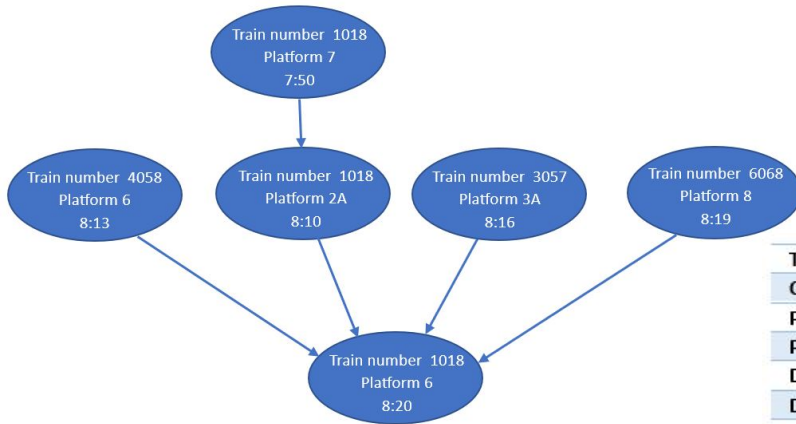 Train number 1018
Platform 7
7:50
Train number 4058
Platform 6
8:13
Train number 1018
Platform 2A
8:10
Train number 3057
Platform 3A
8:16
Train number 6068
Platform 8
8:19
Train number 1018
Platform 6
8:20